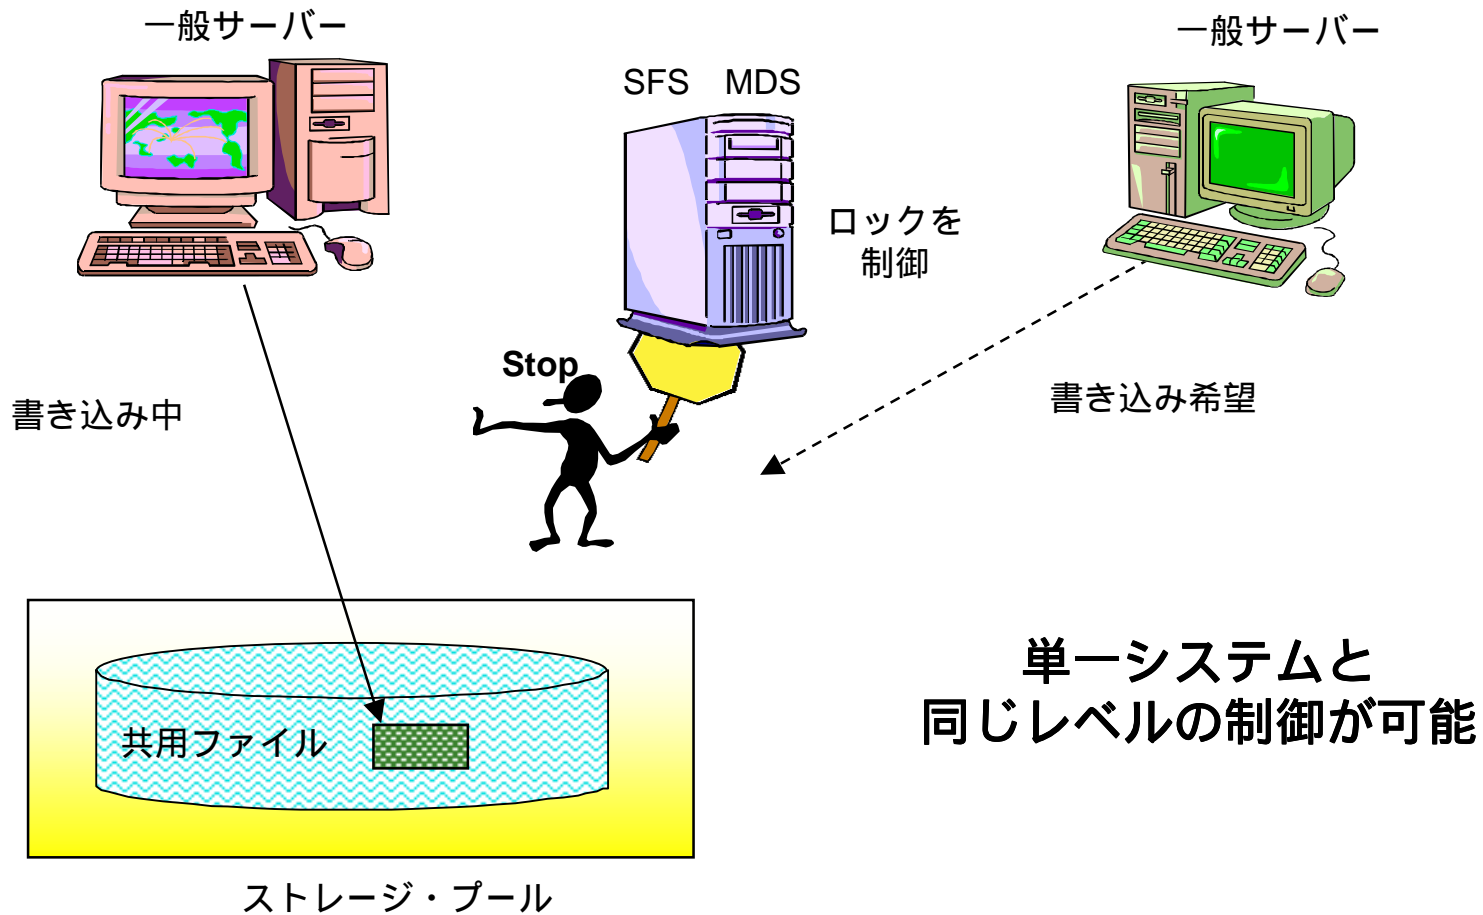 一般サーバー
一般サーバー
SFS MDS
ロックを
制御
Stop
書き込み中
書き込み希望
単一システムと
同じレベルの制御が可能
共用ファイル
ストレージ・プール